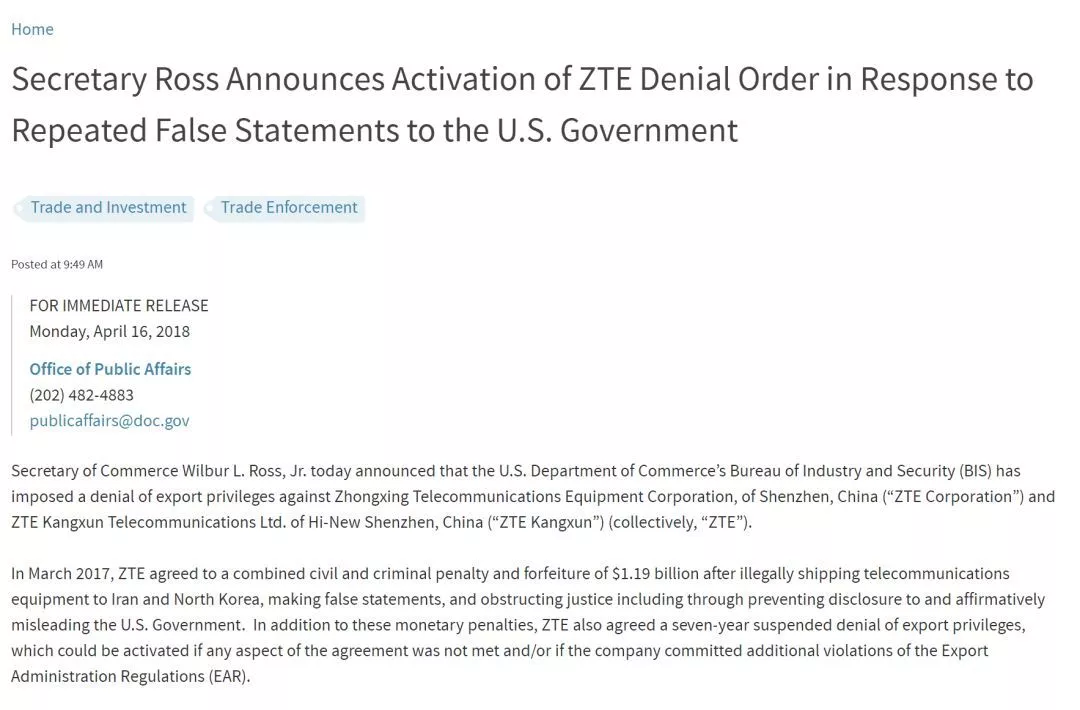 Home
Secretary Ross Announces Activation of ZTE Denial Order in Response to
Repeated False Statements to the U.S. Government
Trade and Investment
Trade Enforcement
Posted at 9:49 AM
FOR IMMEDIATE RELEASE
Monday, April 16, 2018
Office of Public Affairs
(202) 482-4883
publicaffairs@doc.gov
Secretary of Commerce Wilbur L. Ross, Jr. today announced that the U.S. Department of Commerce’s Bureau of Industry and Security (BIS) has
imposed a denial of export privileges against Zhongxing Telecommunications Equipment Corporation, of Shenzhen, China (“ZTE Corporation”) and
ZTE Kangxun Telecommunications Ltd. of Hi-New Shenzhen, China (“ZTE Kangxun”) (collectively, “ZTE”).
In March 2017, ZTE agreed to a combined civil and criminal penalty and forfeiture of $1.19 billion after illegally shipping telecommunications
equipment to Iran and North Korea, making false statements, and obstructing justice including through preventing disclosure to and affirmatively
misleading the U.S. Government.  In addition to these monetary penalties, ZTE also agreed a seven-year suspended denial of export privileges,
which could be activated if any aspect of the agreement was not met and/or if the company committed additional violations of the Export
Administration Regulations (EAR).